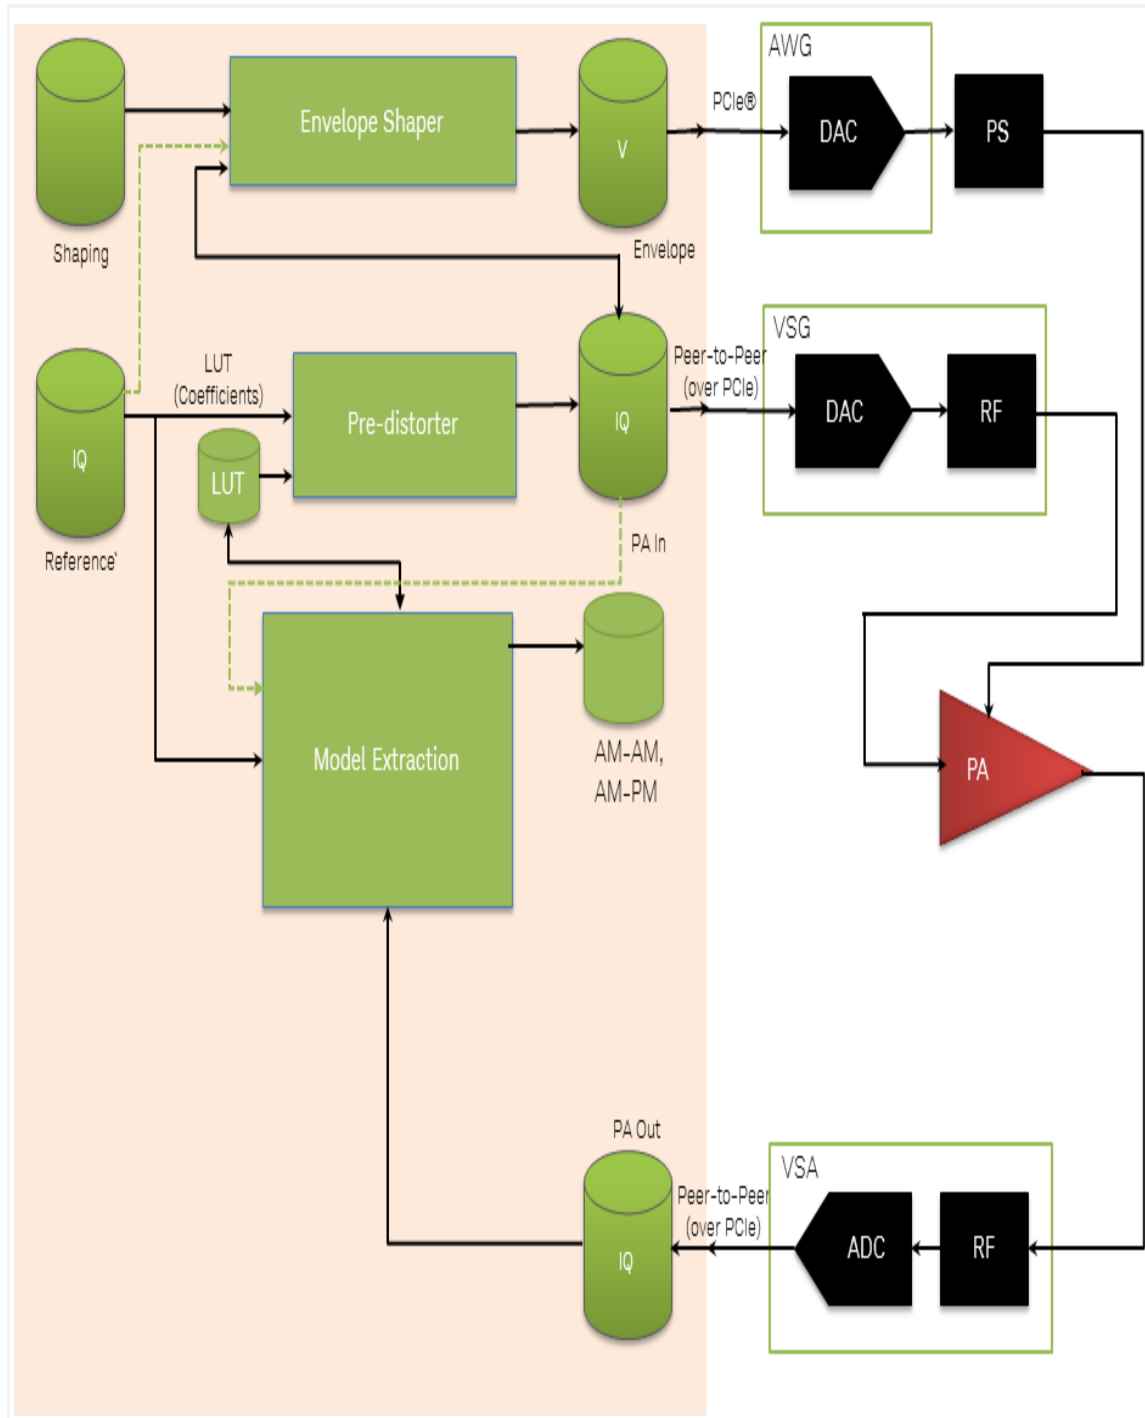 AWG
Envelope Shaper
V
PCIe®
DAC
PS
Shaping
Envelope
VSG
LUT
(Coefficients)
Peer-to-Peer
(over PCIe)
Pre-distorter
IQ
DAC
RF
IQ
LUT
Reference`
PA In
Model Extraction
AM-AM,
AM-PM
PA
PA Out
VSA
Peer-to-Peer
(over PCIe)
IQ
ADC
RF